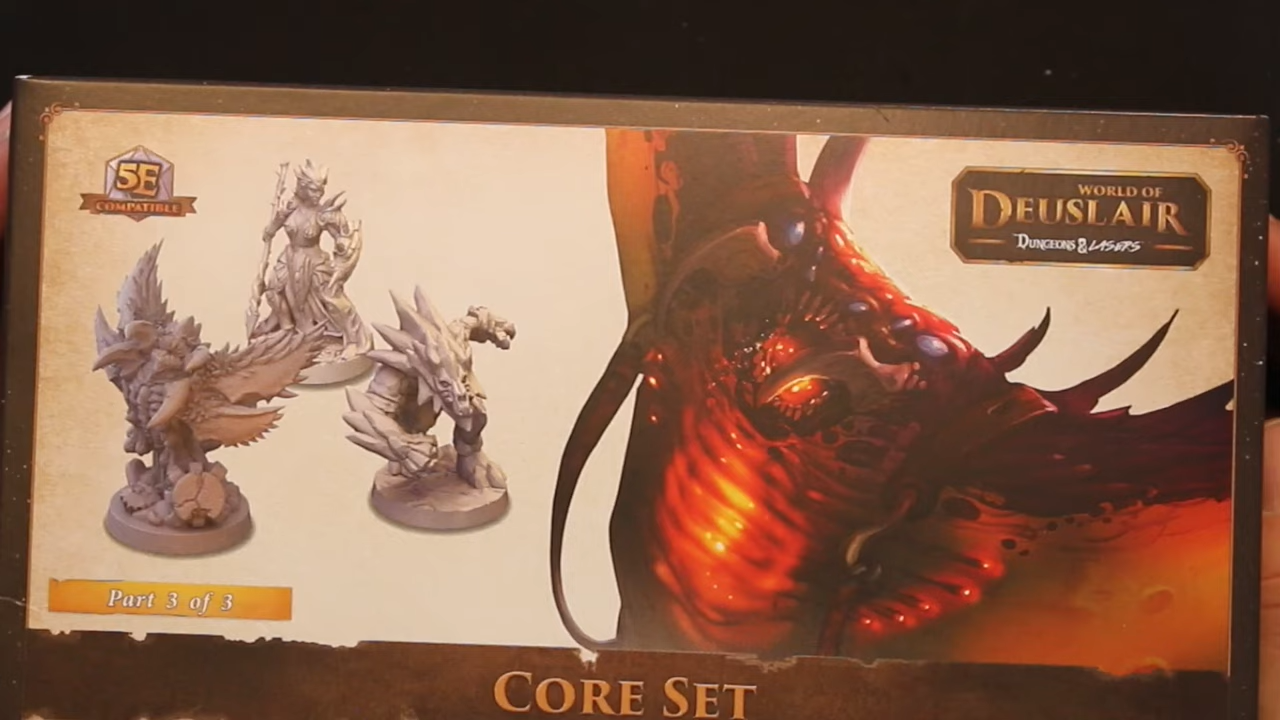 5E
COMPATIBLE
WORLD OF
DEUSLAIR
DUNGEONS & LASERS
Part 3 of 3
CORE SET